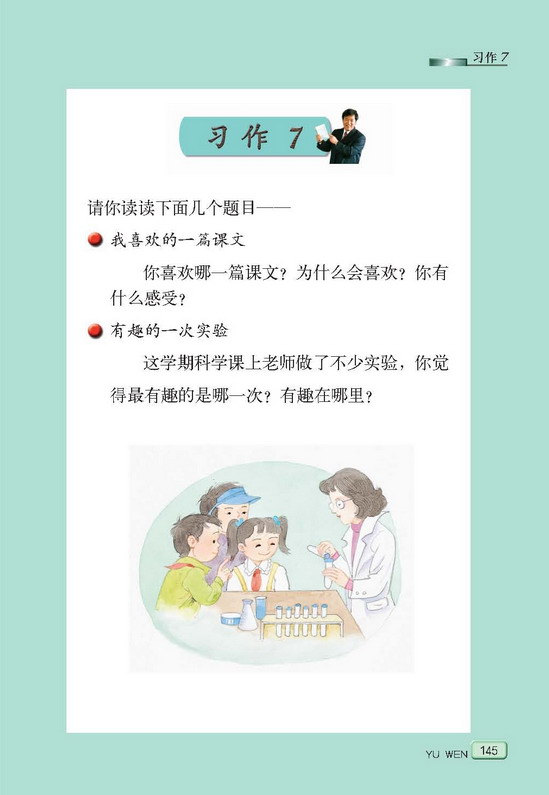 习作7
习作7
请你读读下面几个题目——
我喜欢的一篇课文
你喜欢哪一篇课文？为什么会喜欢？你有
什么感受？
有趣的一次实验
这学期科学课上老师做了不少实验，你觉
得最有趣的是哪一次？有趣在哪里？
YU WEN 145